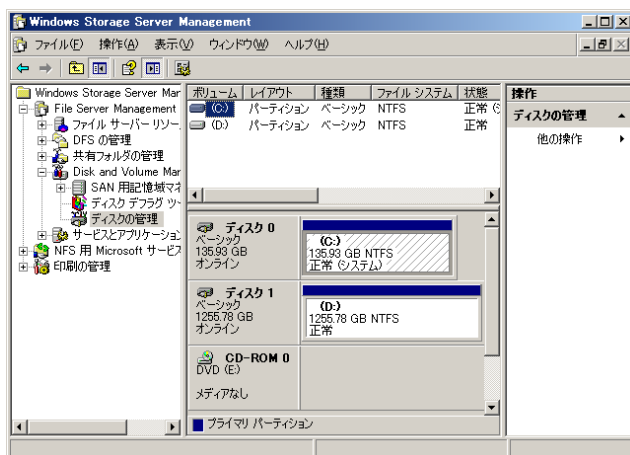 Windows Storage Server Management
ファイル(F) 操作(A) 表示(V) ウィンドウ(W) ヘルプ(H)
Windows Storage Server Mar
File Server Management
ファイル サーバー リソー
DFS の管理
共有フォルダの管理
Disk and Volume Mar
SAN 用記憶域マネ
ディスク デフラグ ツー
ディスクの管理
サービスとアプリケーショ
NFS 用 Microsoft サービス
印刷の管理
ボリューム レイアウト 種類 ファイル システム 状態
(C:) パーティション ベーシック NTFS 正常 (シ
(D:) パーティション ベーシック NTFS 正常
ディスク 0
ベーシック
135.93 GB
オンライン
(C:)
135.93 GB NTFS
正常 (システム)
ディスク 1
ベーシック
1255.78 GB
オンライン
(D:)
1255.78 GB NTFS
正常
CD-ROM 0
DVD (E:)
メディアなし
プライマリ パーティション
操作
ディスクの管理
他の操作